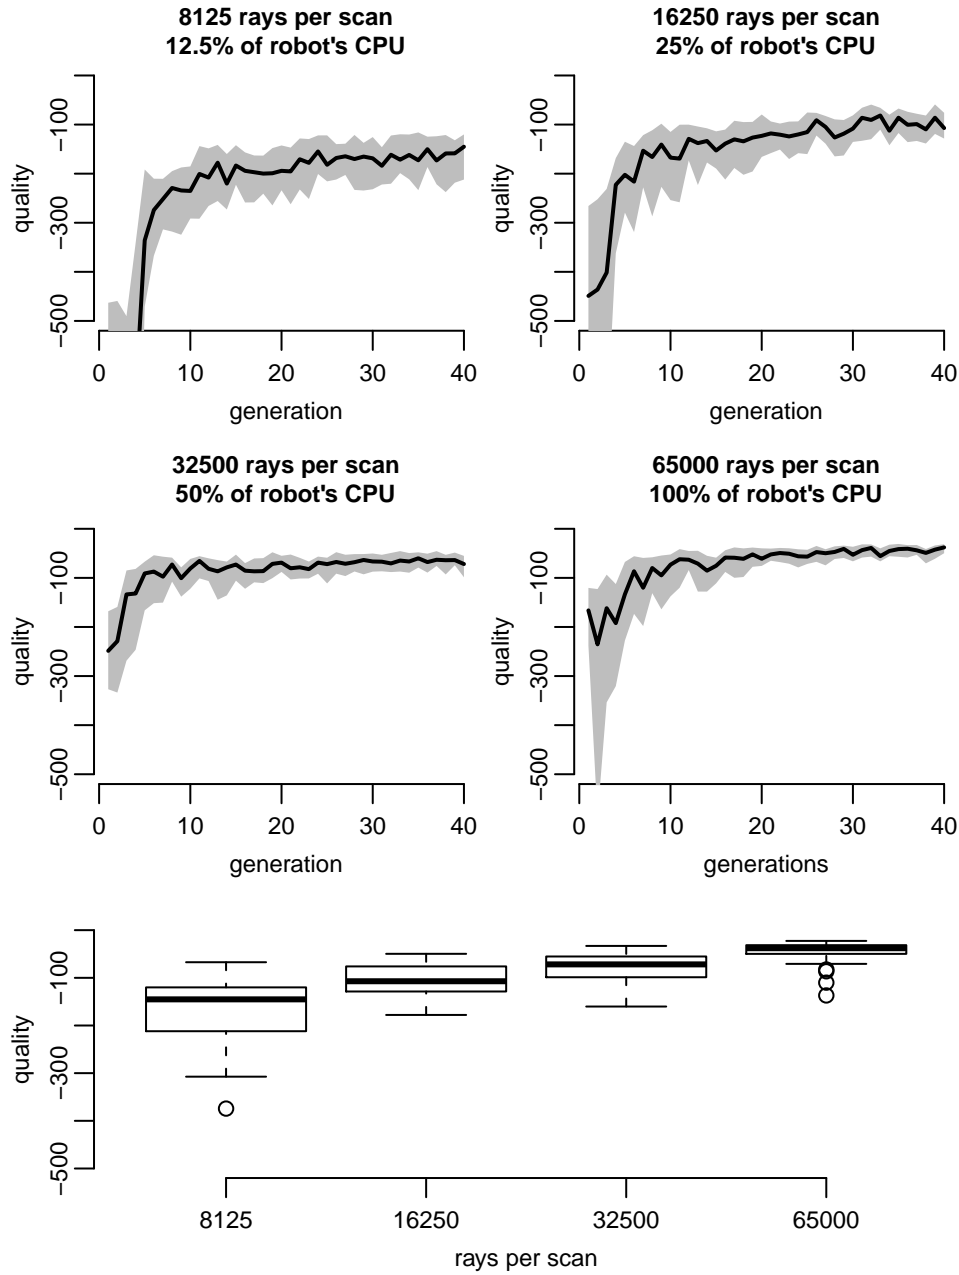 8125 rays per scan
12.5% of robot's CPU
quality
−100
−300
−500
0 10 20 30 40
generation
16250 rays per scan
25% of robot's CPU
quality
−100
−300
−500
0 10 20 30 40
generation
32500 rays per scan
50% of robot's CPU
quality
−100
−300
−500
0 10 20 30 40
generation
65000 rays per scan
100% of robot's CPU
quality
−100
−300
−500
0 10 20 30 40
generations
quality
−100
−300
−500
8125 16250 32500 65000
rays per scan